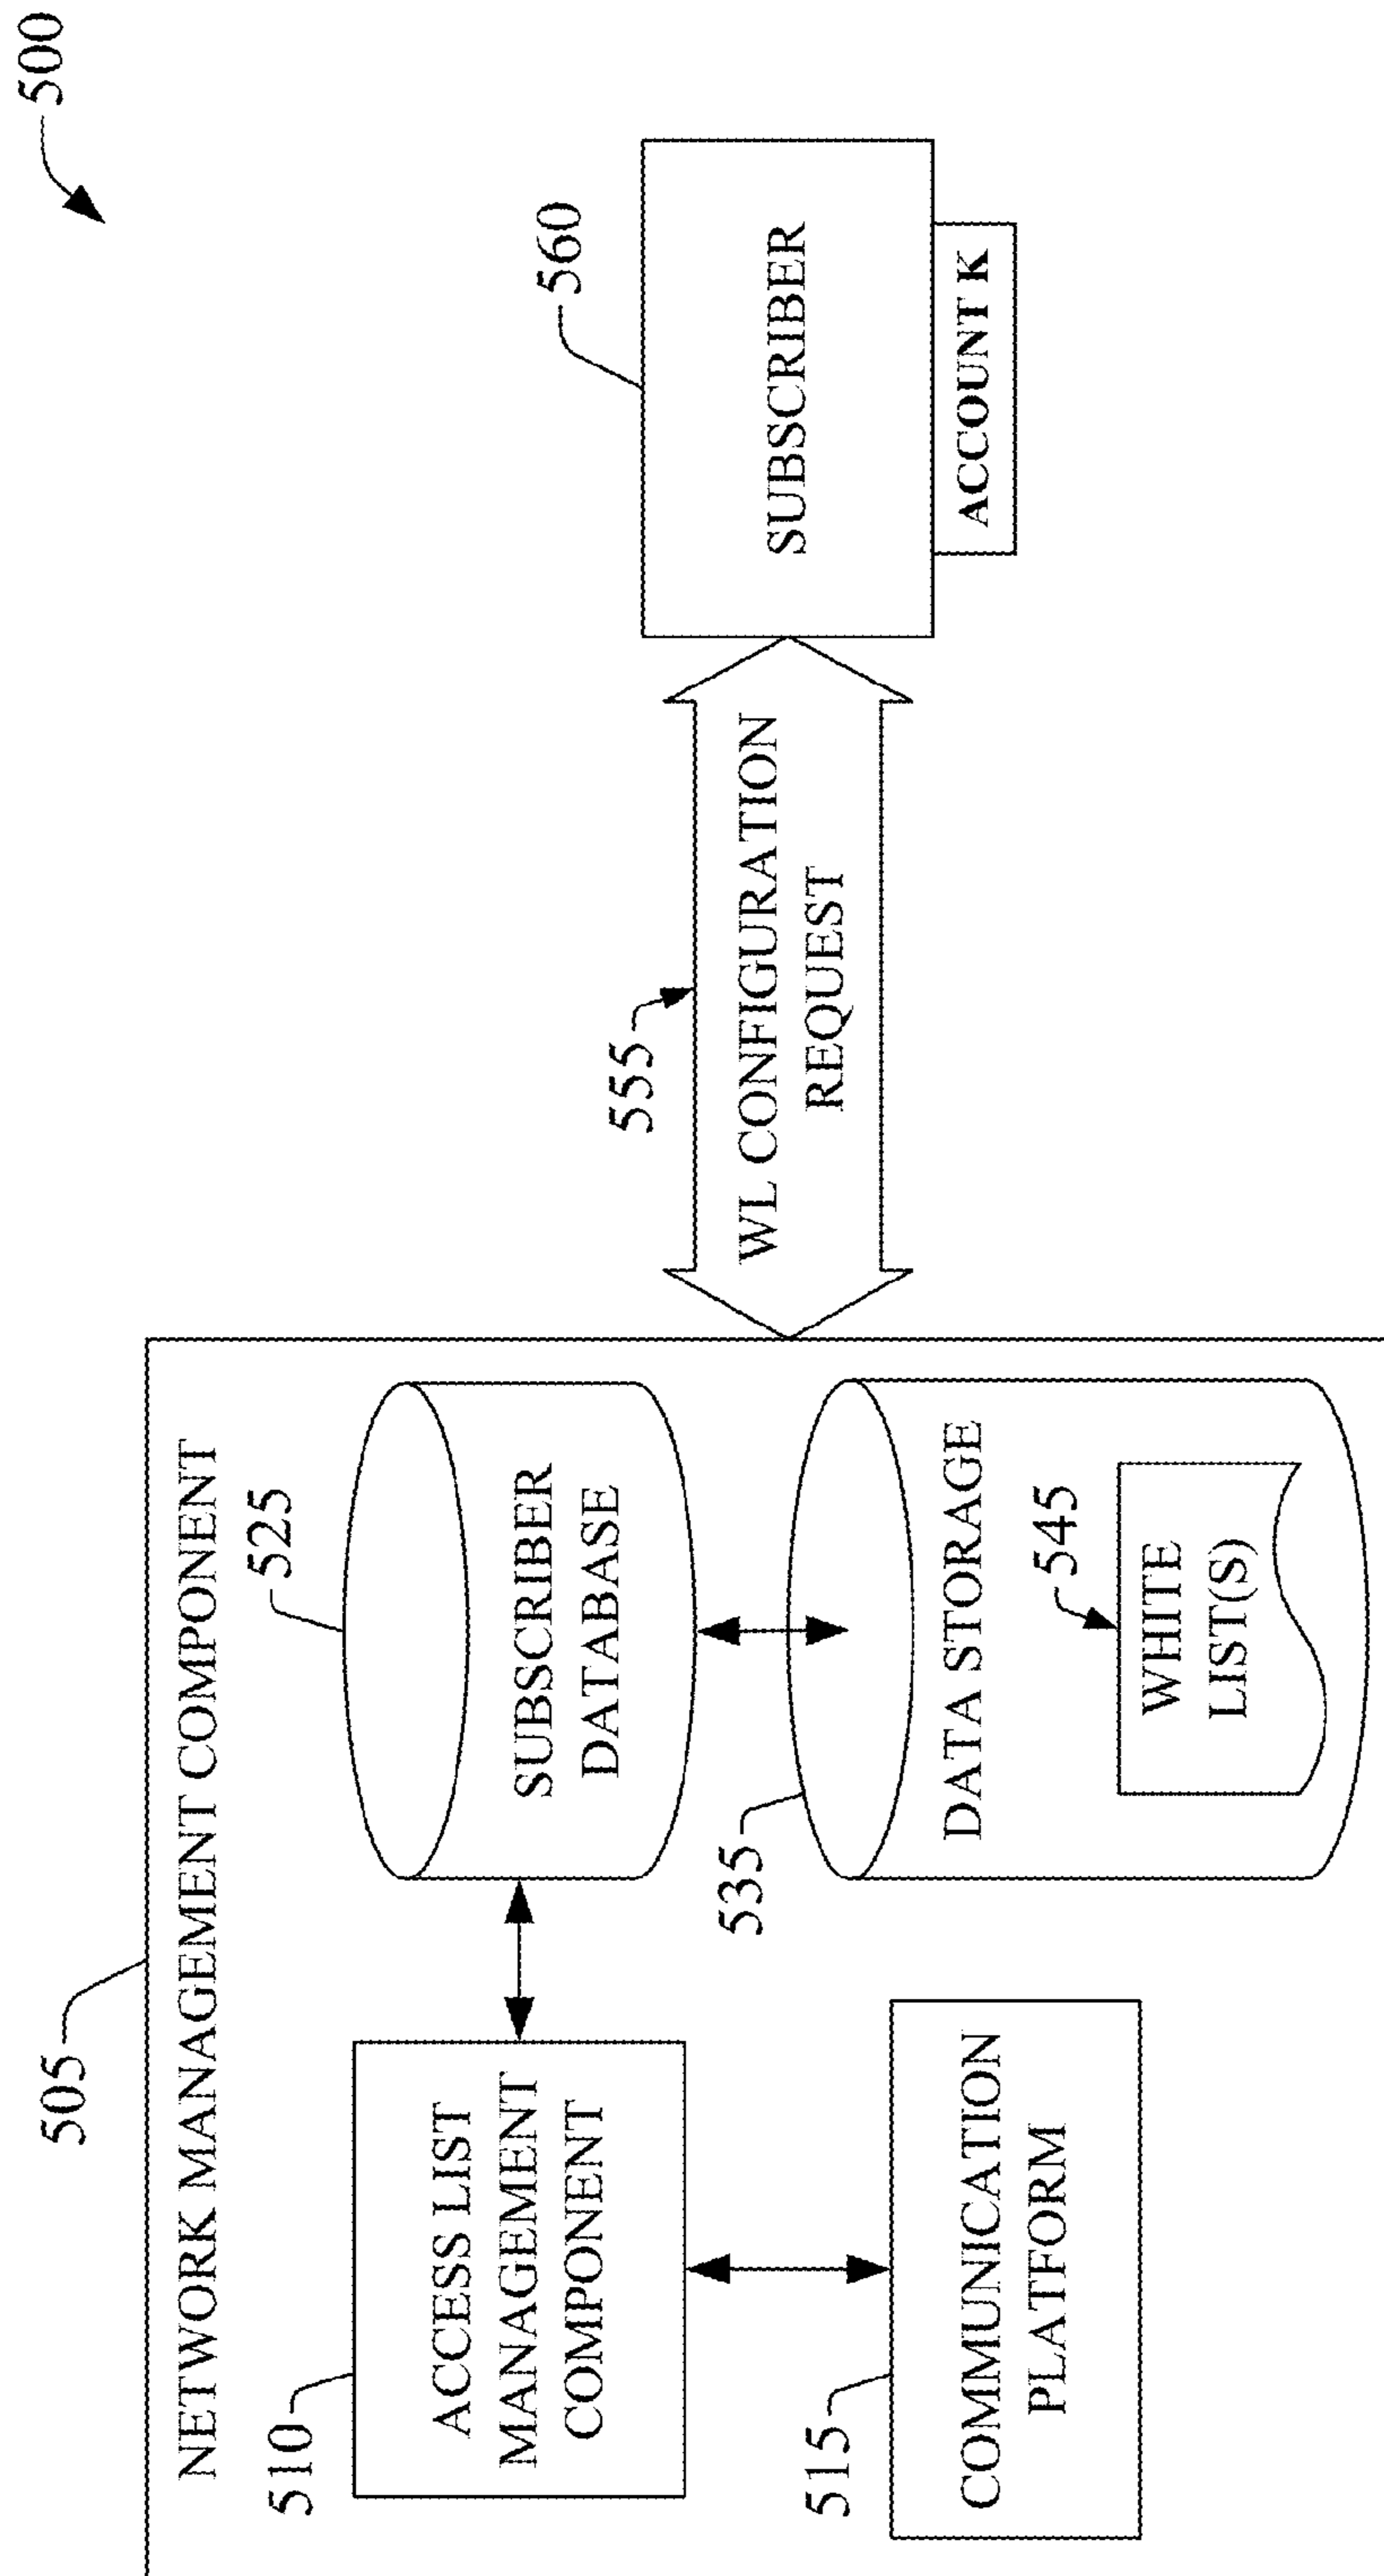 500
505
NETWORK MANAGEMENT COMPONENT
510
ACCESS LIST
MANAGEMENT
COMPONENT
525
SUBSCRIBER
DATABASE
515
COMMUNICATION
PLATFORM
535
DATA STORAGE
545
WHITE
LIST(S)
555
WL CONFIGURATION
REQUEST
560
SUBSCRIBER
ACCOUNT K